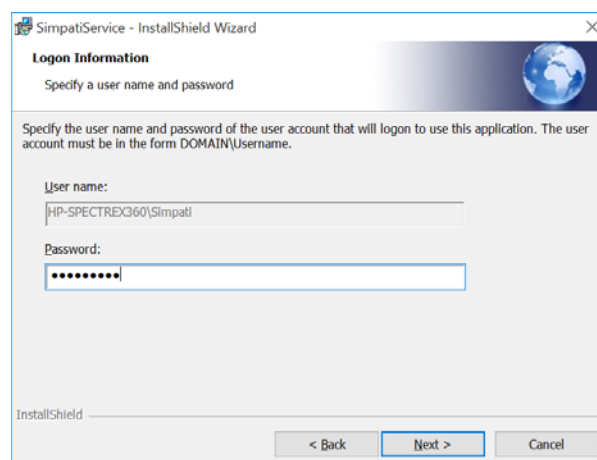 SimpatiService - InstallShield Wizard
Logon Information
Specify a user name and password
Specify the user name and password of the user account that will logon to use this application. The user
account must be in the form DOMAIN\Username.
User name:
HP-SPECTREX360\Simpati
Password:
•••••••••
InstallShield
< Back
Next >
Cancel